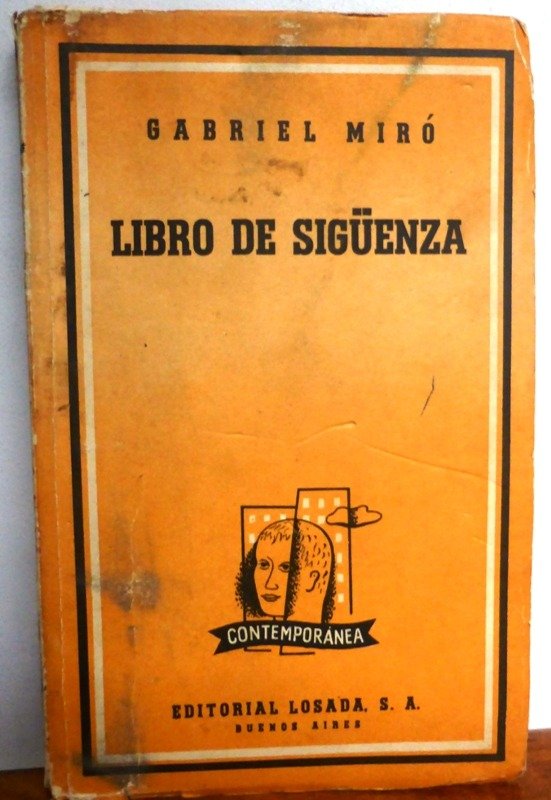 GABRIEL MIRÓ
LIBRO DE SIGÜENZA
CONTEMPORÁNEA
EDITORIAL LOSADA, S. A.
BUENOS AIRES